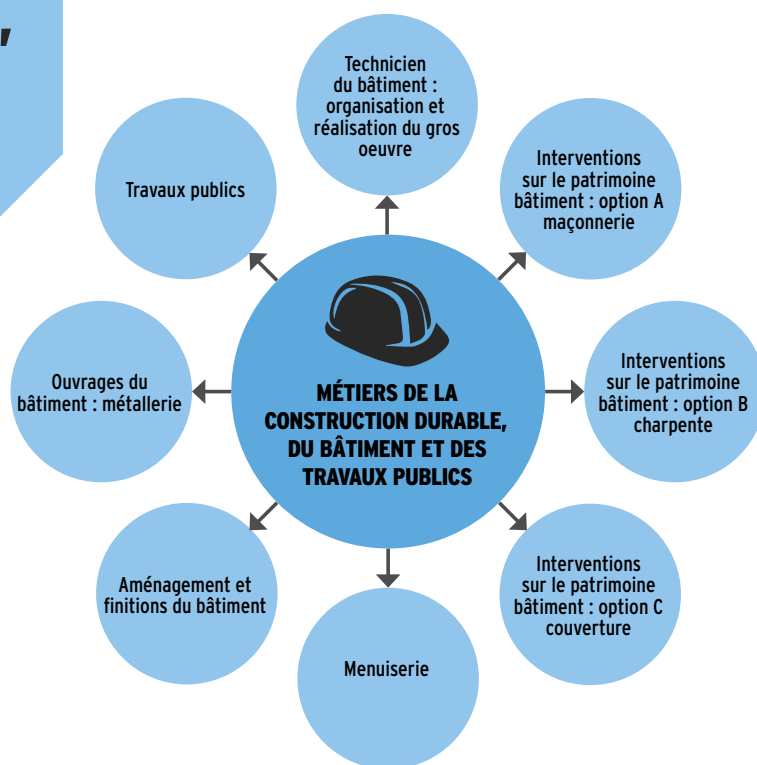 Technicien
du bâtiment :
organisation et
réalisation du gros
oeuvre
Interventions
sur le patrimoine
bâtiment : option A
maçonnerie
Travaux publics
Interventions
sur le patrimoine
bâtiment : option B
charpente
Ouvrages du
bâtiment : métallerie
MÉTIERS DE LA
CONSTRUCTION DURABLE,
DU BÂTIMENT ET DES
TRAVAUX PUBLICS
Interventions
sur le patrimoine
bâtiment : option C
couverture
Aménagement et
finitions du bâtiment
Menuiserie